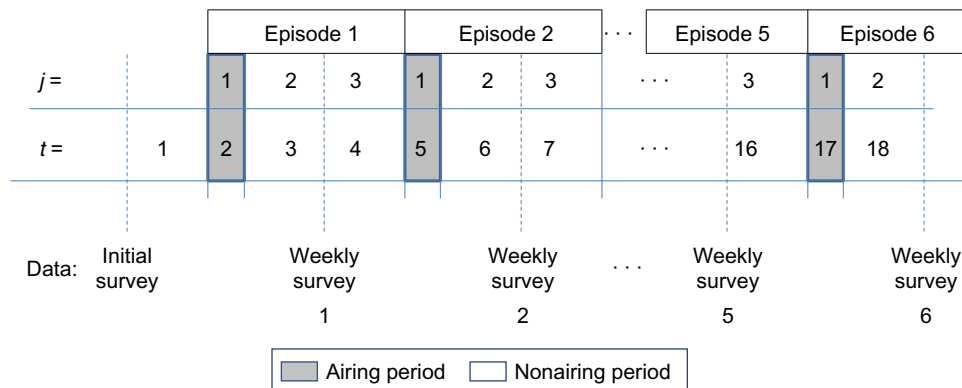 Episode 1 Episode 2 · · · Episode 5 Episode 6
j = 1 2 3 1 2 3 · · · 3 1 2
t = 1 2 3 4 5 6 7 · · · 16 17 18
Data: Initial survey Weekly survey 1 Weekly survey 2 · · · Weekly survey 5 Weekly survey 6
Airing period Nonairing period